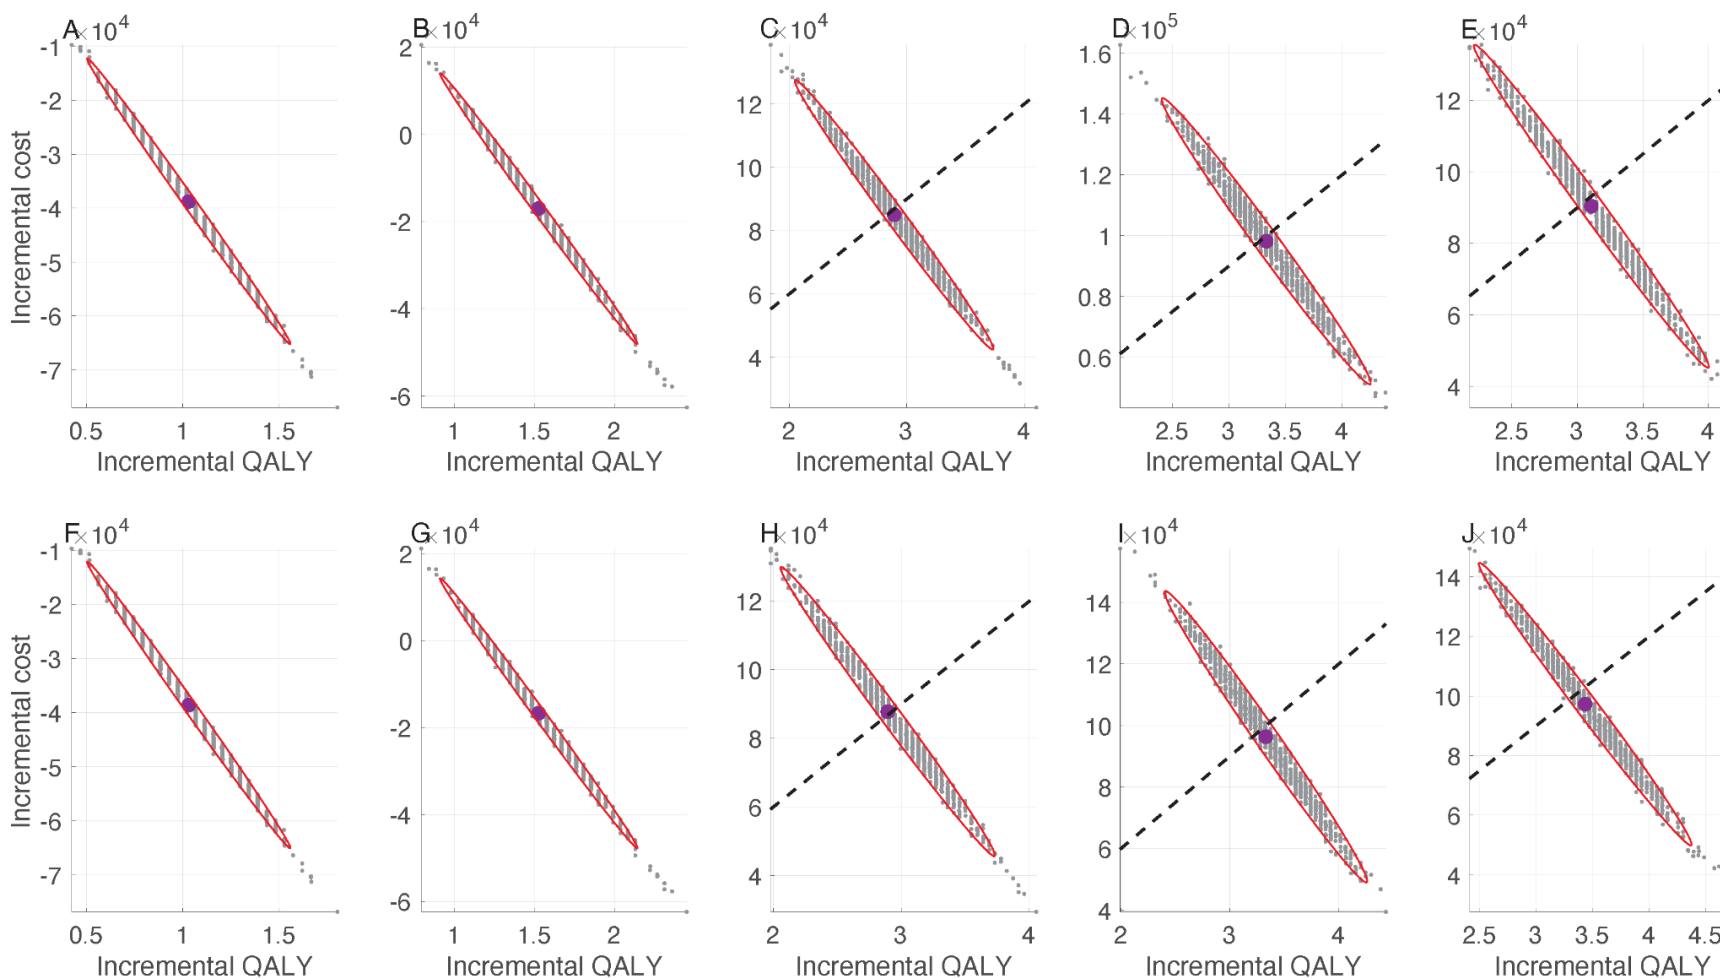 A ×10⁴
-1
-2
-3
-4
-5
-6
-7
0.5 1 1.5
Incremental cost
Incremental QALY
B ×10⁴
2
0
-2
-4
-6
1 1.5 2
Incremental QALY
C ×10⁴
12
10
8
6
4
2 3 4
Incremental QALY
D ×10⁵
1.6
1.4
1.2
1
0.8
0.6
2.5 3 3.5 4
Incremental QALY
E ×10⁴
12
10
8
6
4
2.5 3 3.5 4
Incremental QALY
F ×10⁴
-1
-2
-3
-4
-5
-6
-7
0.5 1 1.5
Incremental cost
Incremental QALY
G ×10⁴
2
0
-2
-4
-6
1 1.5 2
Incremental QALY
H ×10⁴
12
10
8
6
2 3 4
Incremental QALY
I ×10⁴
14
12
10
8
6
4
2 3 4
Incremental QALY
J ×10⁴
14
12
10
8
6
4
2.5 3 3.5 4 4.5
Incremental QALY